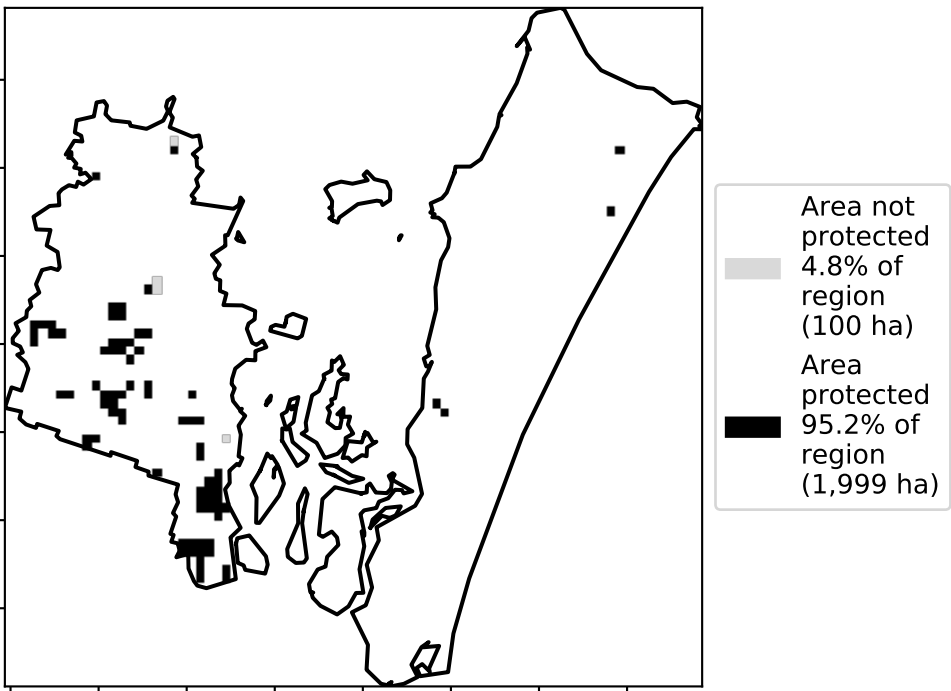 Area not
protected
4.8% of
region
(100 ha)
Area
protected
95.2% of
region
(1,999 ha)